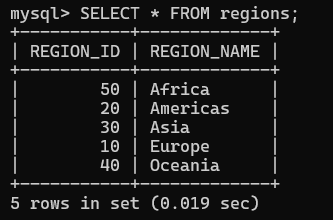 mysql> SELECT * FROM regions;
+-----------+-------------+
| REGION_ID | REGION_NAME |
+-----------+-------------+
|        50 | Africa      |
|        20 | Americas    |
|        30 | Asia        |
|        10 | Europe      |
|        40 | Oceania     |
+-----------+-------------+
5 rows in set (0.019 sec)